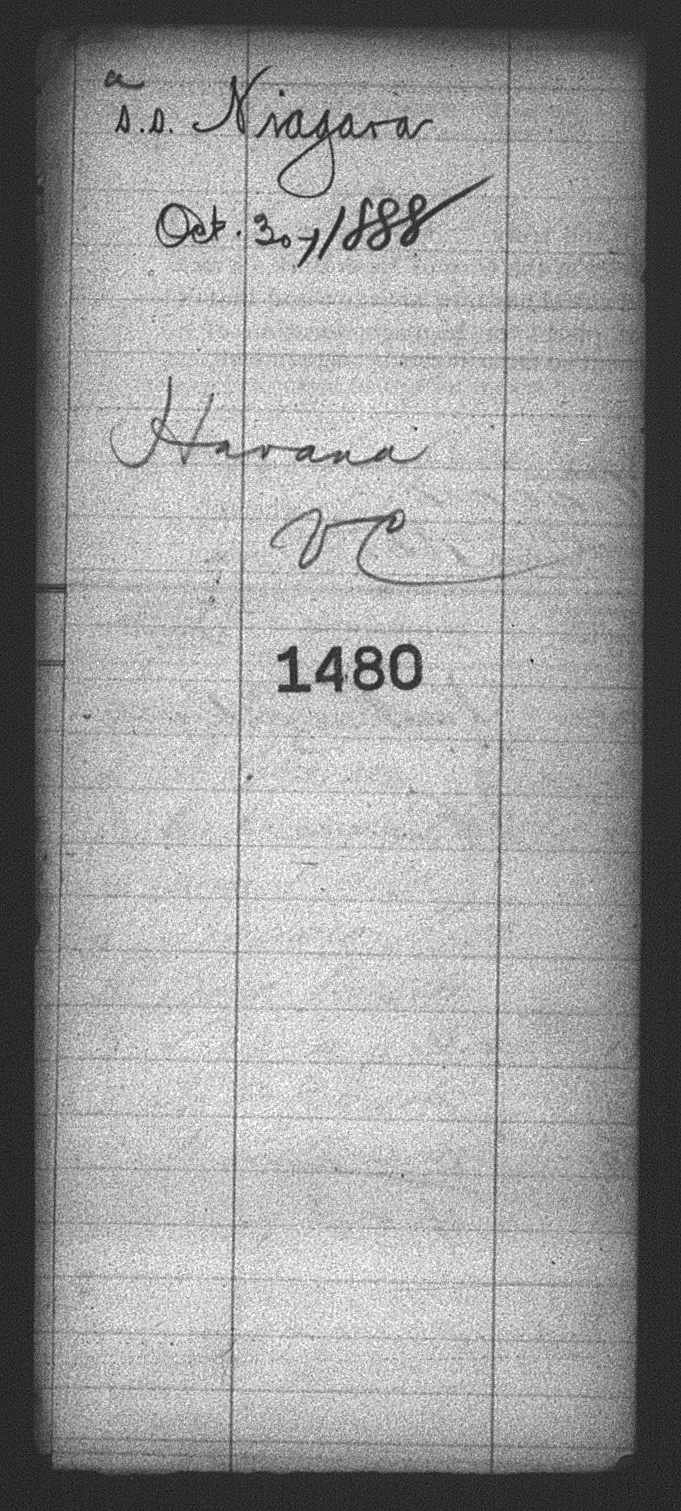 a
S.S. Niagara
Oct. 30/1888
Havana
VC
1480